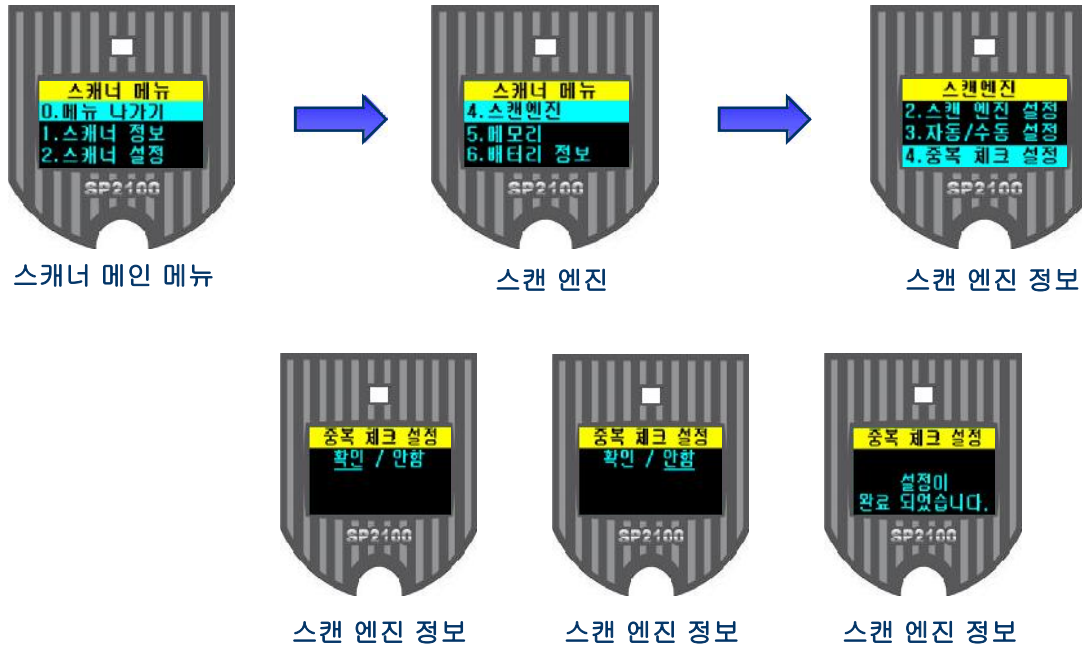 스캐너 메뉴
0.메뉴 나가기
1.스캐너 정보
2.스캐너 설정
SP2100
스캐너 메인 메뉴
스캐너 메뉴
4.스캔엔진
5.메모리
6.배터리 정보
SP2100
스캔 엔진
스캔엔진
2.스캔 엔진 설정
3.자동/수동 설정
4.중복 체크 설정
SP2100
스캔 엔진 정보
중복 체크 설정
확인 / 안함
SP2100
스캔 엔진 정보
중복 체크 설정
확인 / 안함
SP2100
스캔 엔진 정보
중복 체크 설정
설정이
완료 되었습니다.
SP2100
스캔 엔진 정보